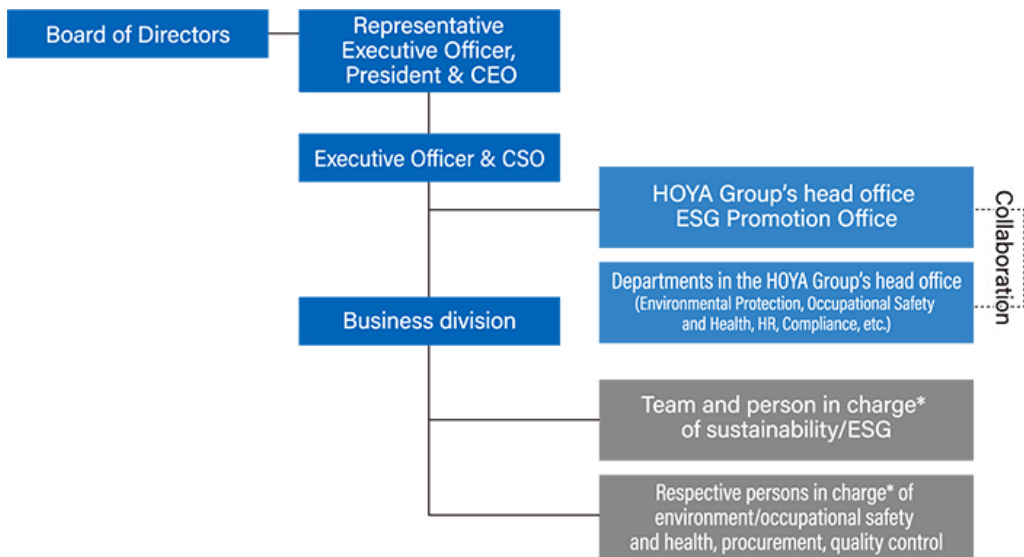 Board of Directors
Representative
Executive Officer,
President & CEO
Executive Officer & CSO
HOYA Group's head office
ESG Promotion Office
Collaboration
Departments in the HOYA Group's head office
(Environmental Protection, Occupational Safety
and Health, HR, Compliance, etc.)
Business division
Team and person in charge*
of sustainability/ESG
Respective persons in charge* of
environment/occupational safety
and health, procurement, quality control